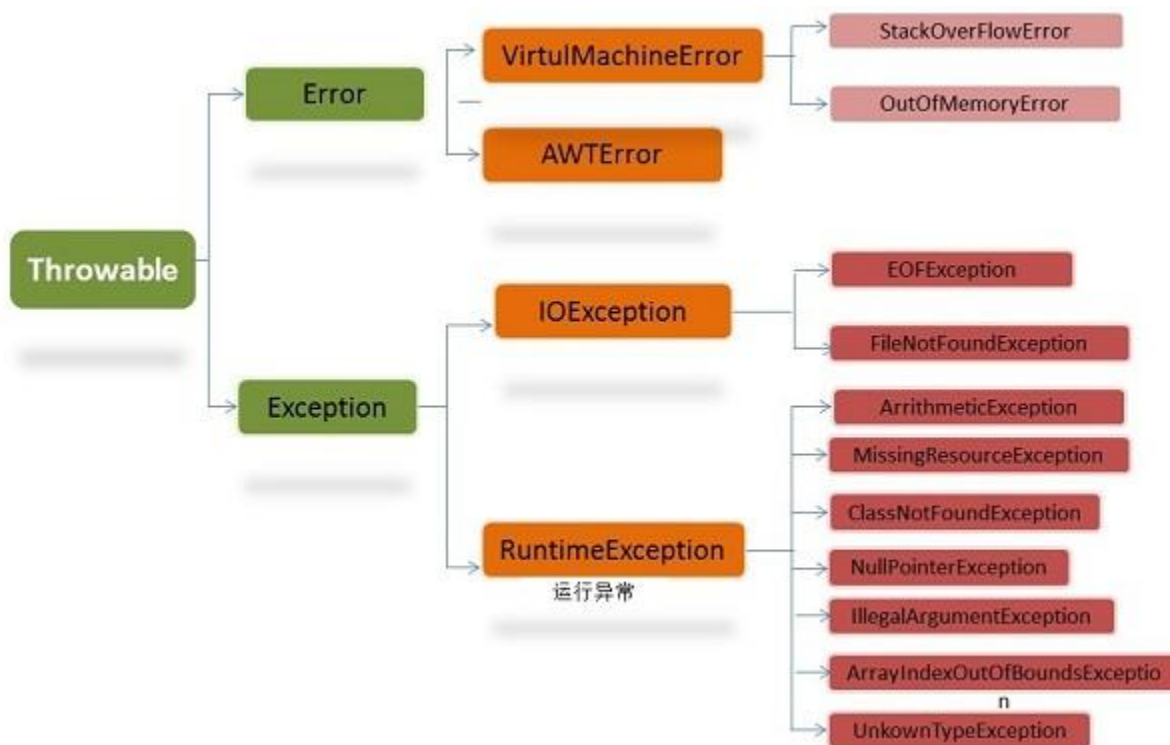 Throwable
Error
VirtulMachineError
StackOverFlowError
OutOfMemoryError
AWTError
Exception
IOException
EOFException
FileNotFoundException
RuntimeException
运行异常
ArrithmeticException
MissingResourceException
ClassNotFoundException
NullPointerException
IllegalArgumentException
ArrayIndexOutOfBoundsExceptio
n
UnkownTypeException